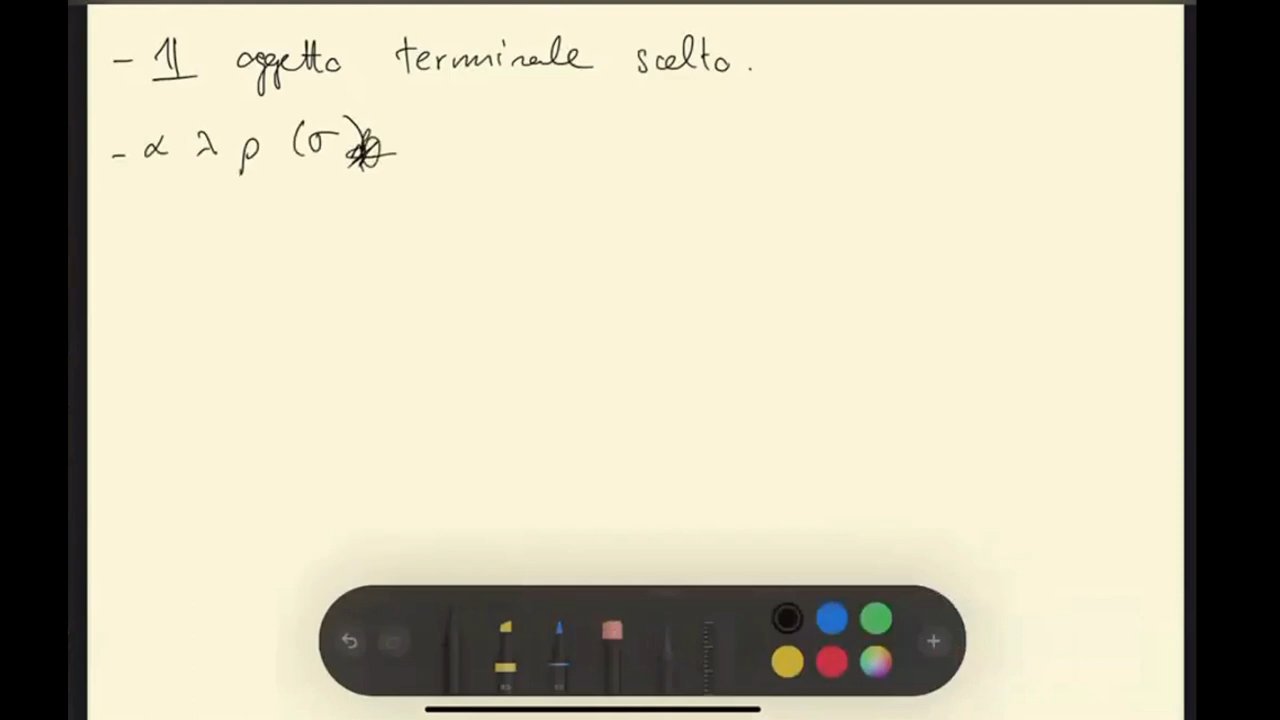 - 𝟙 oggetto terminale scelto.
- α λ ρ (σ)